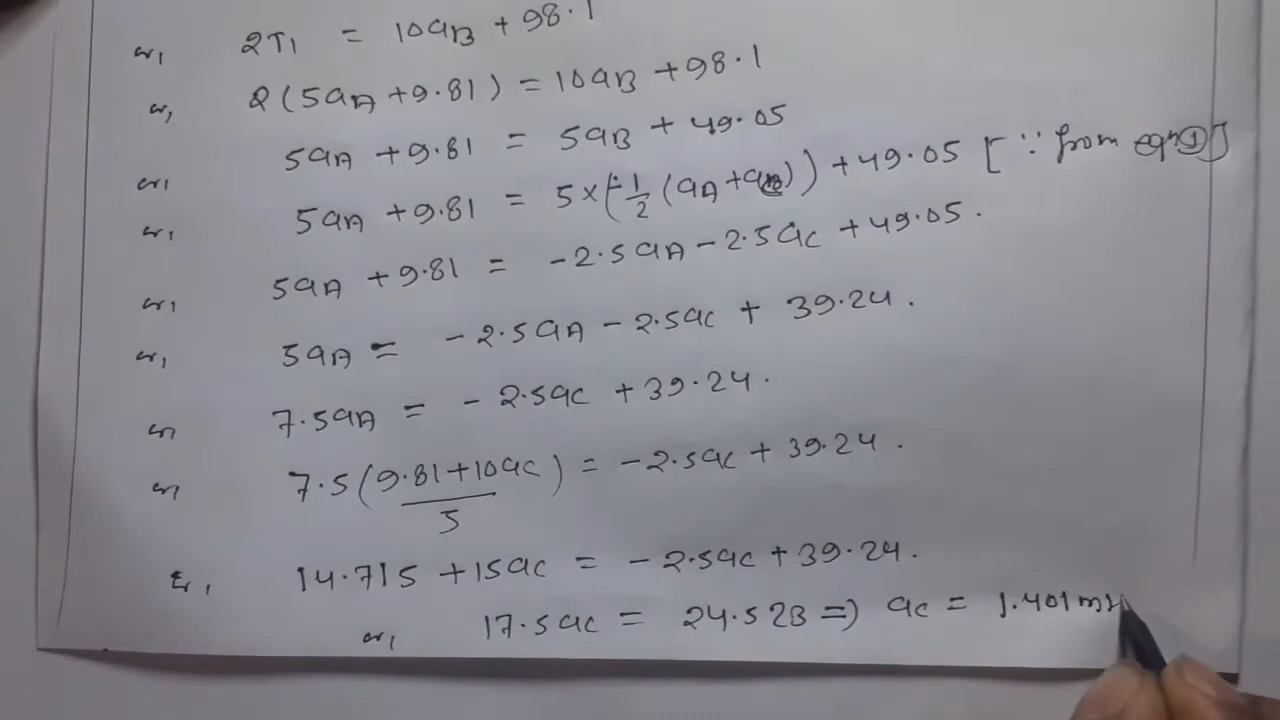 or, 2T1 = 10aB + 98.1
or, 2(5aA + 9.81) = 10aB + 98.1
or, 5aA + 9.81 = 5aB + 49.05
or, 5aA + 9.81 = 5×(-1/2 (aA + aC)) + 49.05 [∵ from eqn ①]
or, 5aA + 9.81 = -2.5aA - 2.5aC + 49.05.
or, 5aA = -2.5aA - 2.5aC + 39.24.
or 7.5aA = -2.5aC + 39.24.
or 7.5(9.81+10aC/5) = -2.5aC + 39.24.
or, 14.715 + 15aC = -2.5aC + 39.24.
or, 17.5aC = 24.523 => aC = 1.401 m/